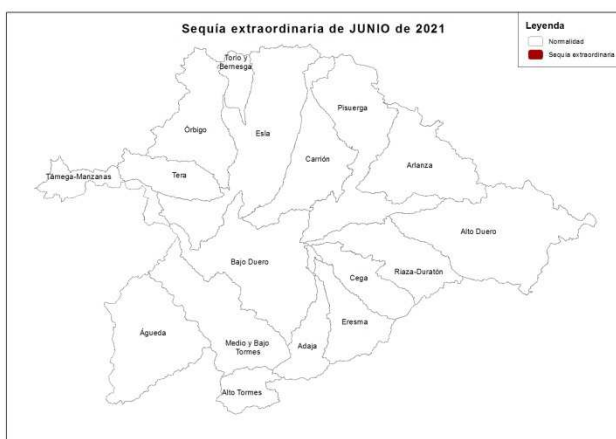 Sequía extraordinaria de JUNIO de 2021
Leyenda
Normalidad
Sequía extraordinaria
Torío y
Bernesga
Pisuerga
Órbigo
Esla
Carrión
Arlanza
Támega-Manzanas
Tera
Alto Duero
Bajo Duero
Riaza-Duratón
Cega
Eresma
Águeda
Medio y Bajo
Tormes
Adaja
Alto Tormes